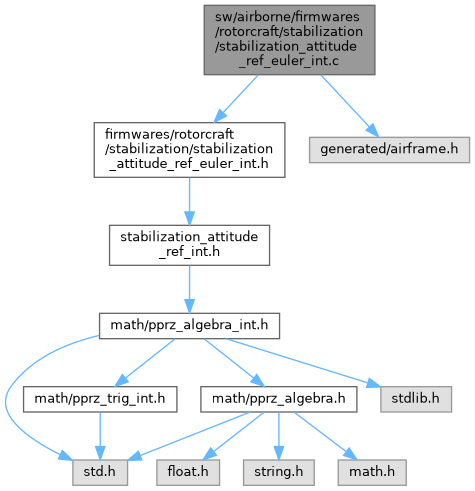 sw/airborne/firmwares
/rotorcraft/stabilization
/stabilization_attitude
_ref_euler_int.c
firmwares/rotorcraft
/stabilization/stabilization
_attitude_ref_euler_int.h
generated/airframe.h
stabilization_attitude
_ref_int.h
math/pprz_algebra_int.h
math/pprz_trig_int.h
math/pprz_algebra.h
stdlib.h
std.h
float.h
string.h
math.h